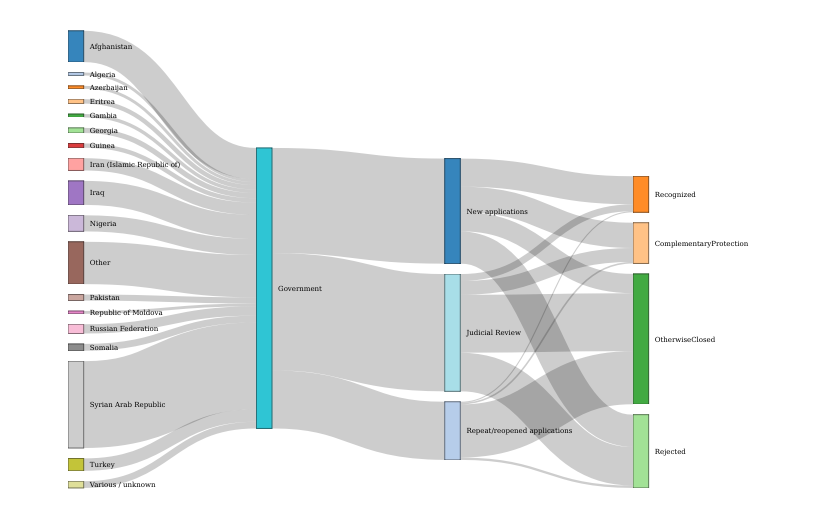 Afghanistan
Algeria
Azerbaijan
Eritrea
Gambia
Georgia
Guinea
Iran (Islamic Republic of)
Iraq
Nigeria
Other
Pakistan
Republic of Moldova
Russian Federation
Somalia
Syrian Arab Republic
Turkey
Various / unknown
Government
New applications
Judicial Review
Repeat/reopened applications
Recognized
ComplementaryProtection
OtherwiseClosed
Rejected